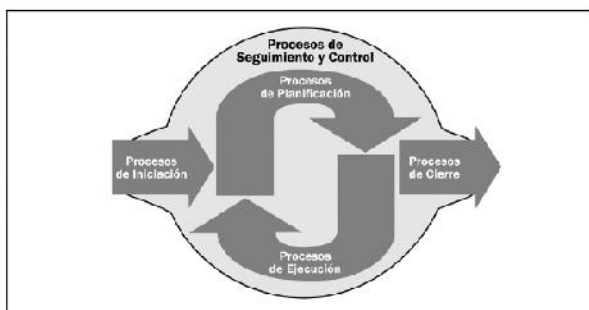 Procesos de
Seguimiento y Control
Procesos
de Planificación
Procesos
de Iniciación
Procesos
de Cierre
Procesos
de Ejecución